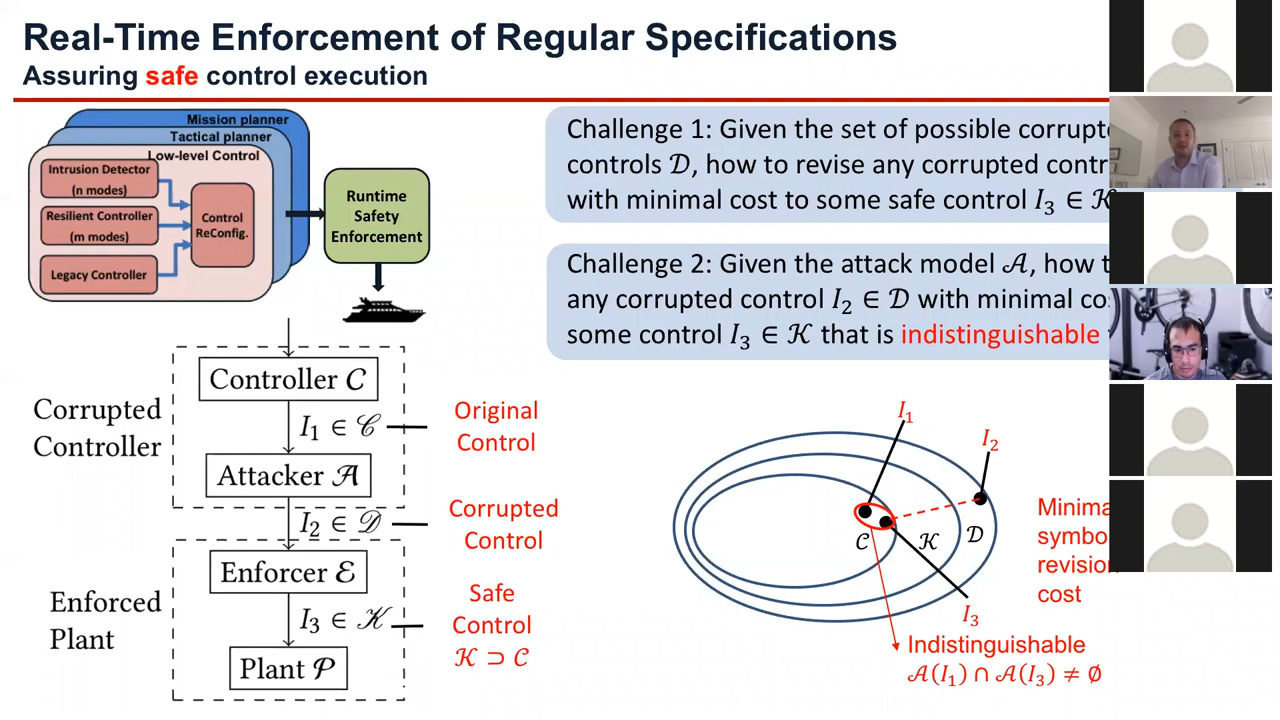 Real-Time Enforcement of Regular Specifications
Assuring safe control execution
Mission planner
Tactical planner
Low-level Control
Intrusion Detector
(n modes)
Resilient Controller
(m modes)
Legacy Controller
Control
ReConfig.
Runtime
Safety
Enforcement
Challenge 1: Given the set of possible corrupt
controls 𝒟, how to revise any corrupted contr
with minimal cost to some safe control I₃ ∈ 𝒦
Challenge 2: Given the attack model 𝒜, how t
any corrupted control I₂ ∈ 𝒟 with minimal co
some control I₃ ∈ 𝒦 that is indistinguishable
Corrupted
Controller
Controller 𝒞
I₁ ∈ 𝒞
Attacker 𝒜
I₂ ∈ 𝒟
Original
Control
Corrupted
Control
Enforced
Plant
Enforcer ℰ
I₃ ∈ 𝒦
Plant 𝒫
Safe
Control
𝒦 ⊃ 𝒞
I₁
I₂
𝒞
𝒦
𝒟
I₃
Minima
symbo
revision
cost
Indistinguishable
𝒜(I₁) ∩ 𝒜(I₃) ≠ ∅